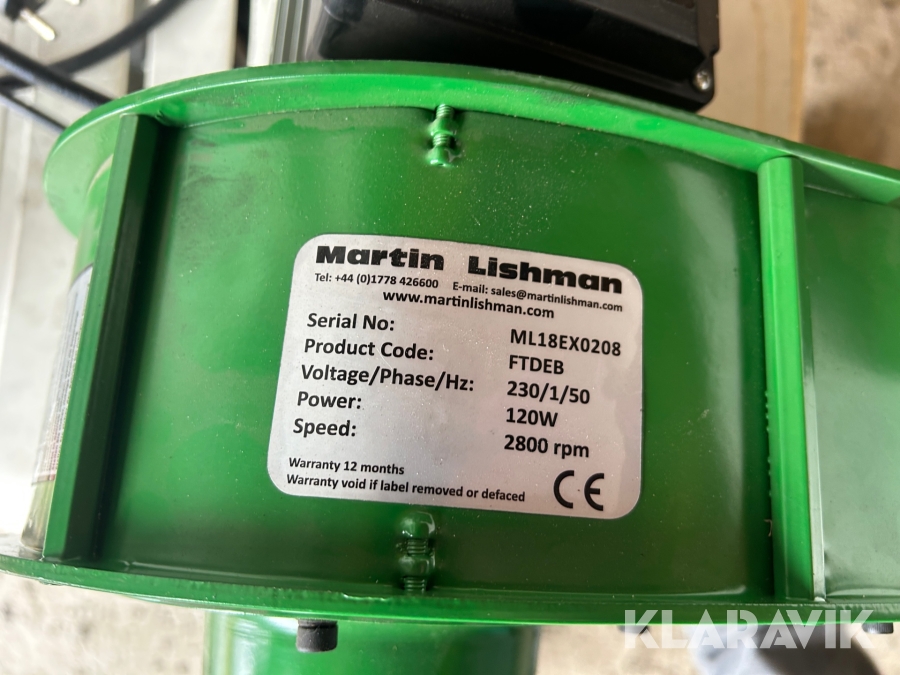 Martin Lishman
Tel: +44 (0)1778 426600 E-mail: sales@martinlishman.com
www.martinlishman.com
Serial No: ML18EX0208
Product Code: FTDEB
Voltage/Phase/Hz: 230/1/50
Power: 120W
Speed: 2800 rpm
Warranty 12 months
Warranty void if label removed or defaced CE
KLARAVIK